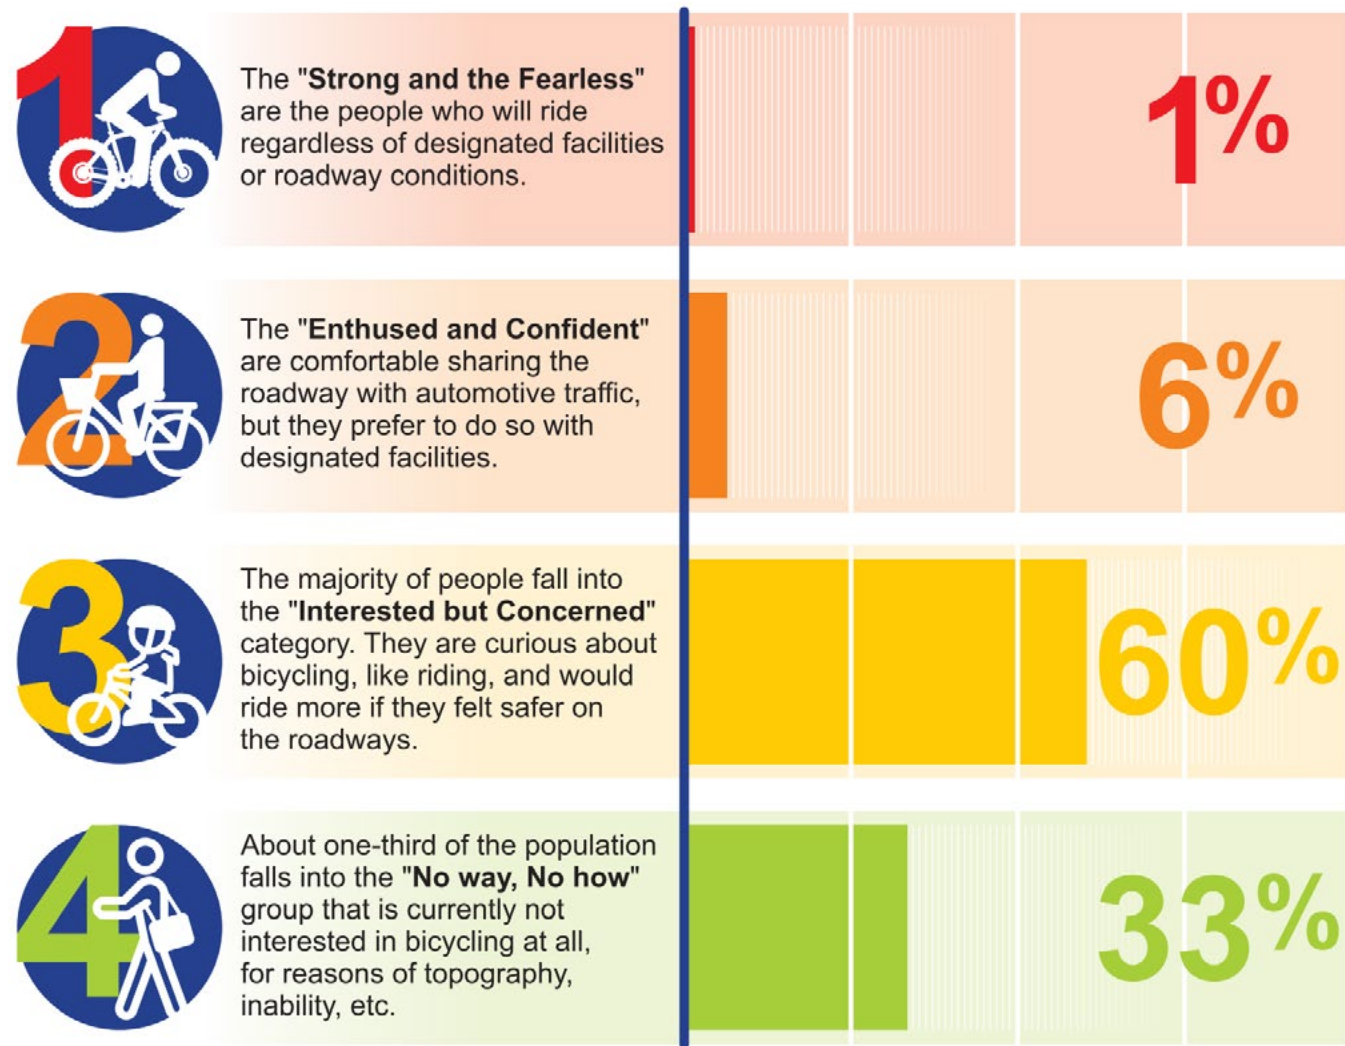 1
The "Strong and the Fearless"
are the people who will ride
regardless of designated facilities
or roadway conditions.
1%
2
The "Enthused and Confident"
are comfortable sharing the
roadway with automotive traffic,
but they prefer to do so with
designated facilities.
6%
3
The majority of people fall into
the "Interested but Concerned"
category. They are curious about
bicycling, like riding, and would
ride more if they felt safer on
the roadways.
60%
4
About one-third of the population
falls into the "No way, No how"
group that is currently not
interested in bicycling at all,
for reasons of topography,
inability, etc.
33%